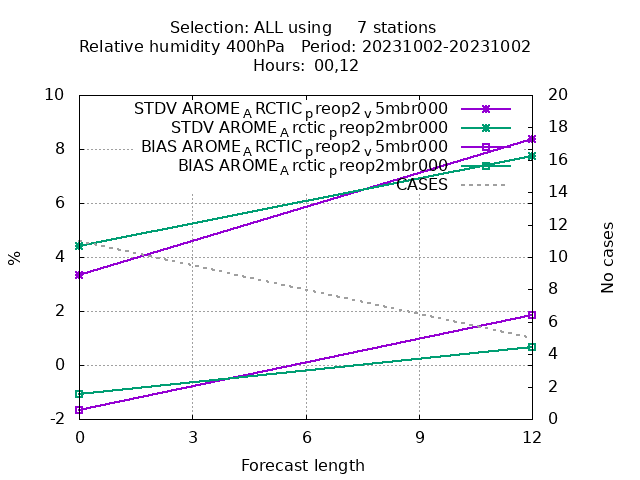 Selection: ALL using     7 stations
Relative humidity 400hPa   Period: 20231002-20231002
Hours:  00,12
10
8
6
4
2
0
-2
%
STDV AROME_ARCTIC_preop2_v5mbr000
STDV AROME_Arctic_preop2mbr000
BIAS AROME_ARCTIC_preop2_v5mbr000
BIAS AROME_Arctic_preop2mbr000
CASES
20
18
16
14
12
10
8
6
4
2
0
No cases
0 3 6 9 12
Forecast length